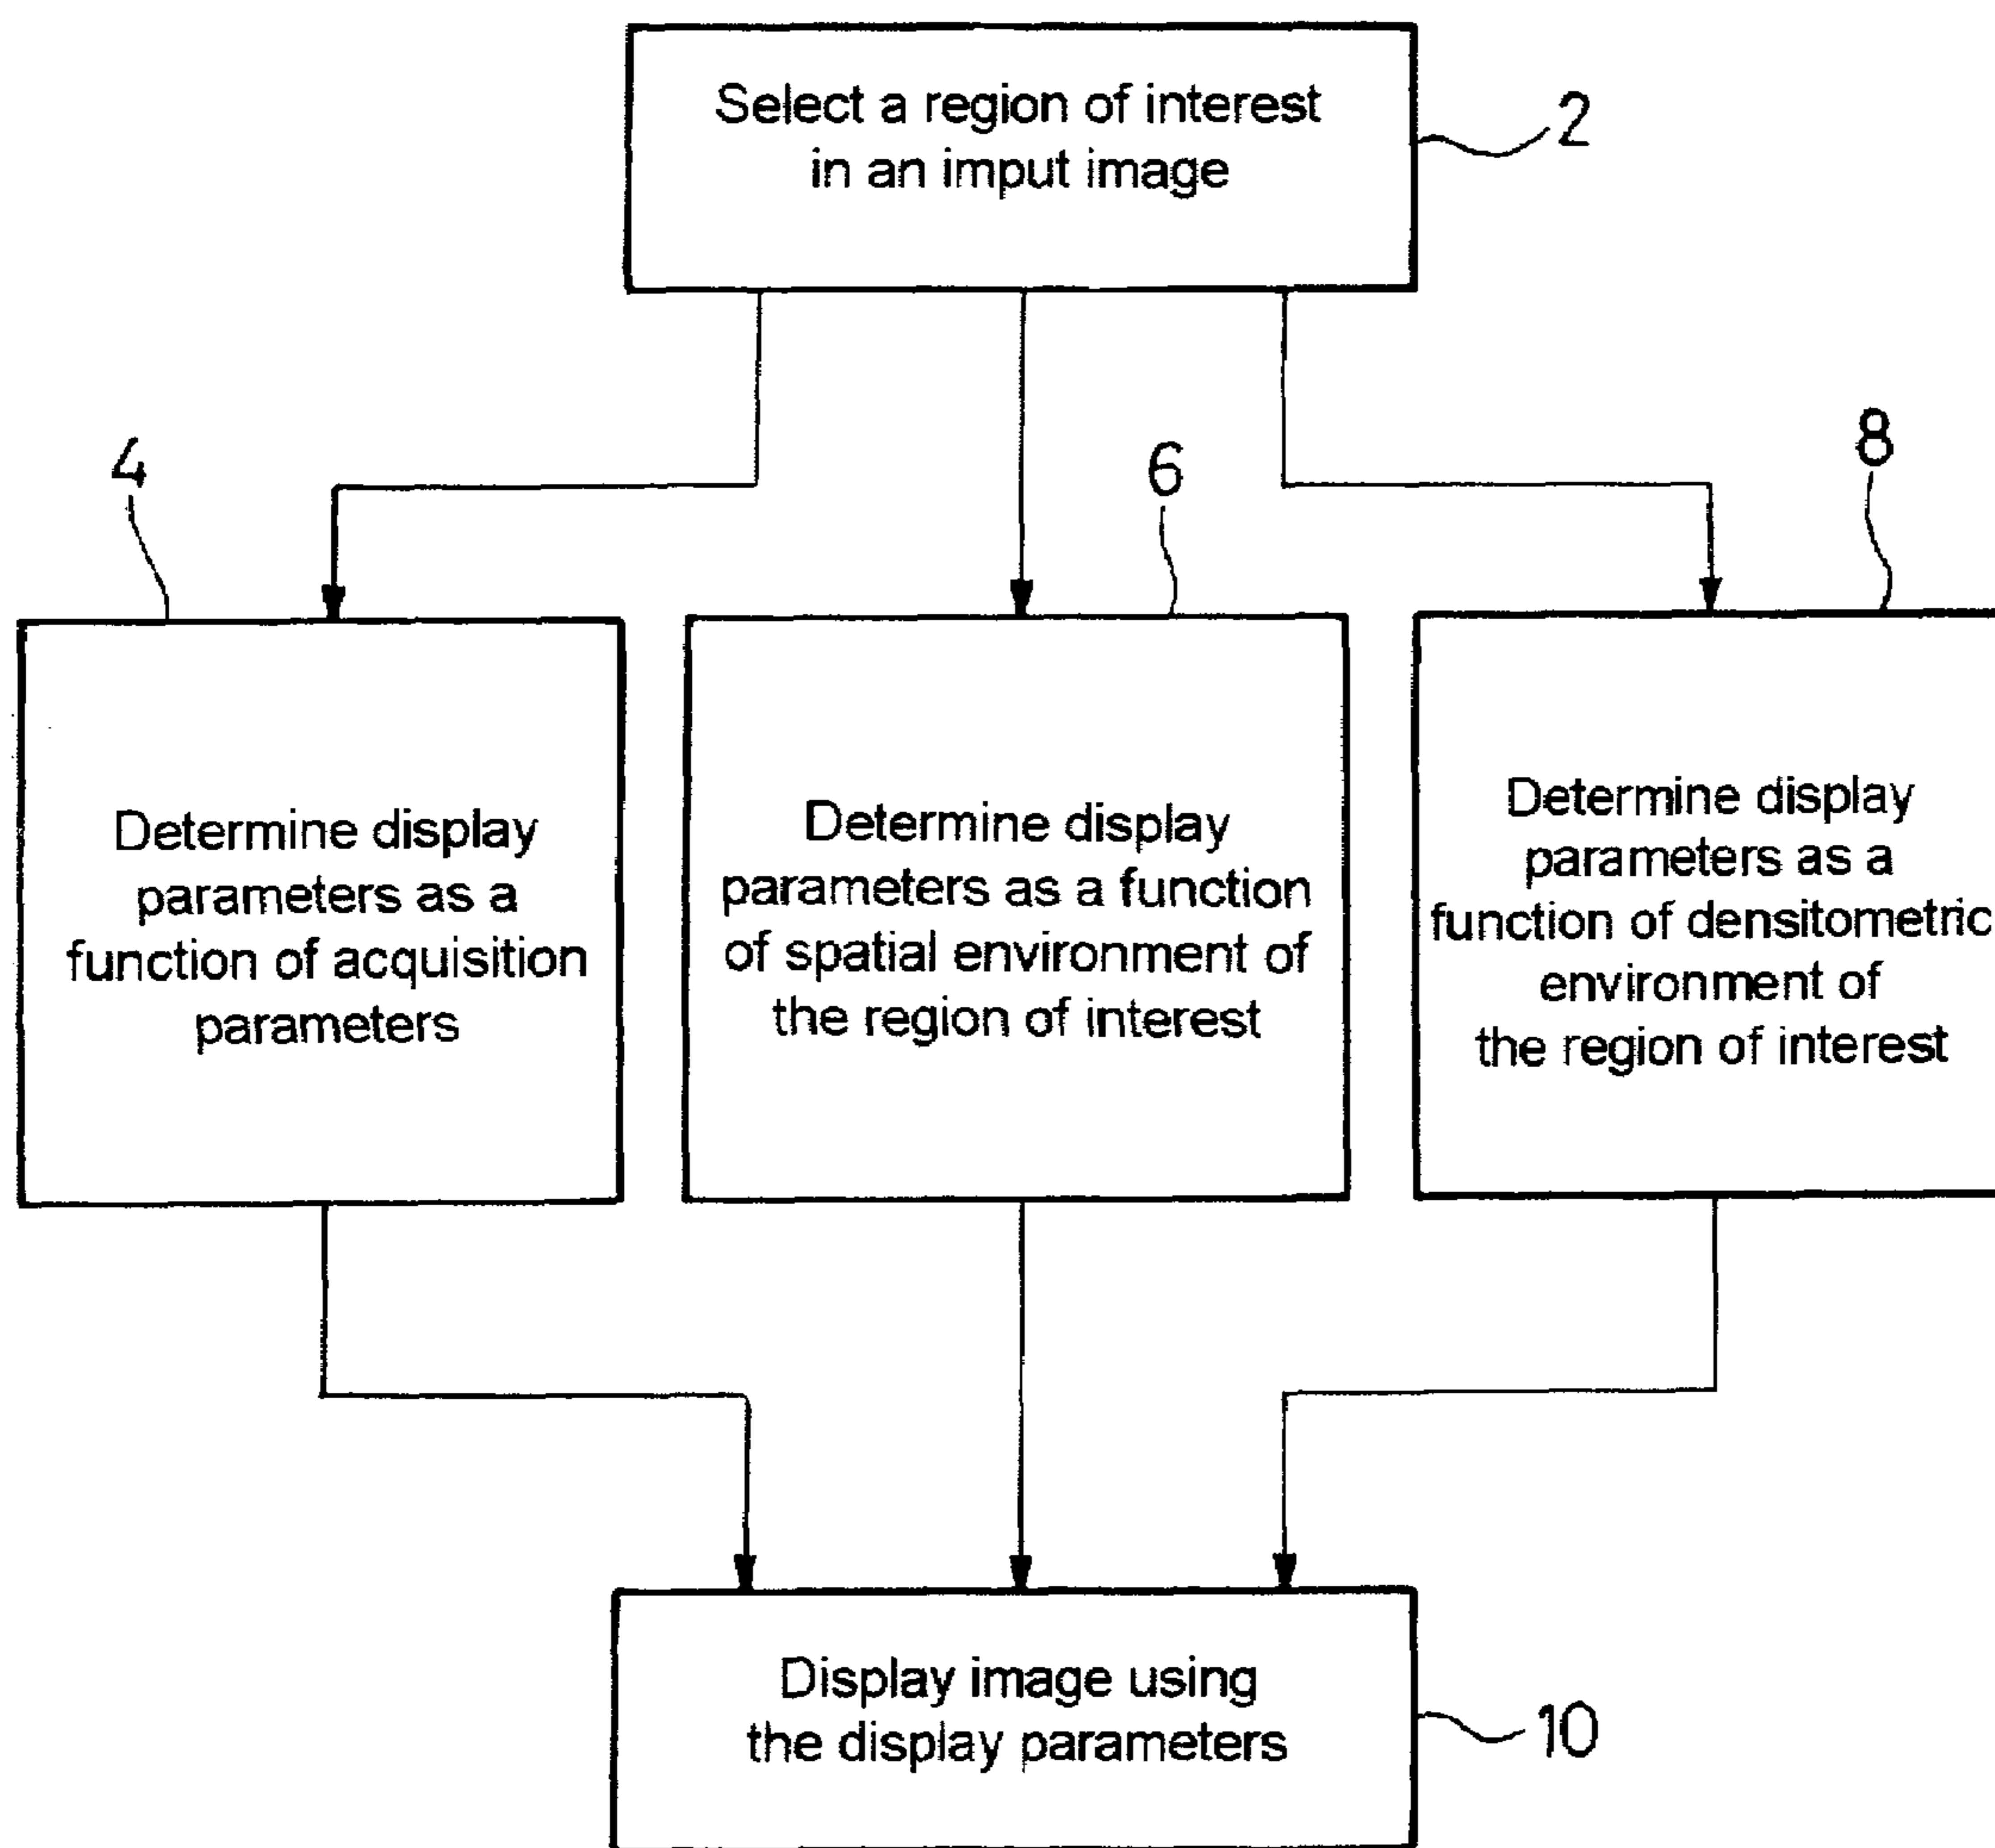 Select a region of interest
in an imput image
2
4
6
8
Determine display
parameters as a
function of acquisition
parameters
Determine display
parameters as a function
of spatial environment of
the region of interest
Determine display
parameters as a
function of densitometric
environment of
the region of interest
Display image using
the display parameters
10